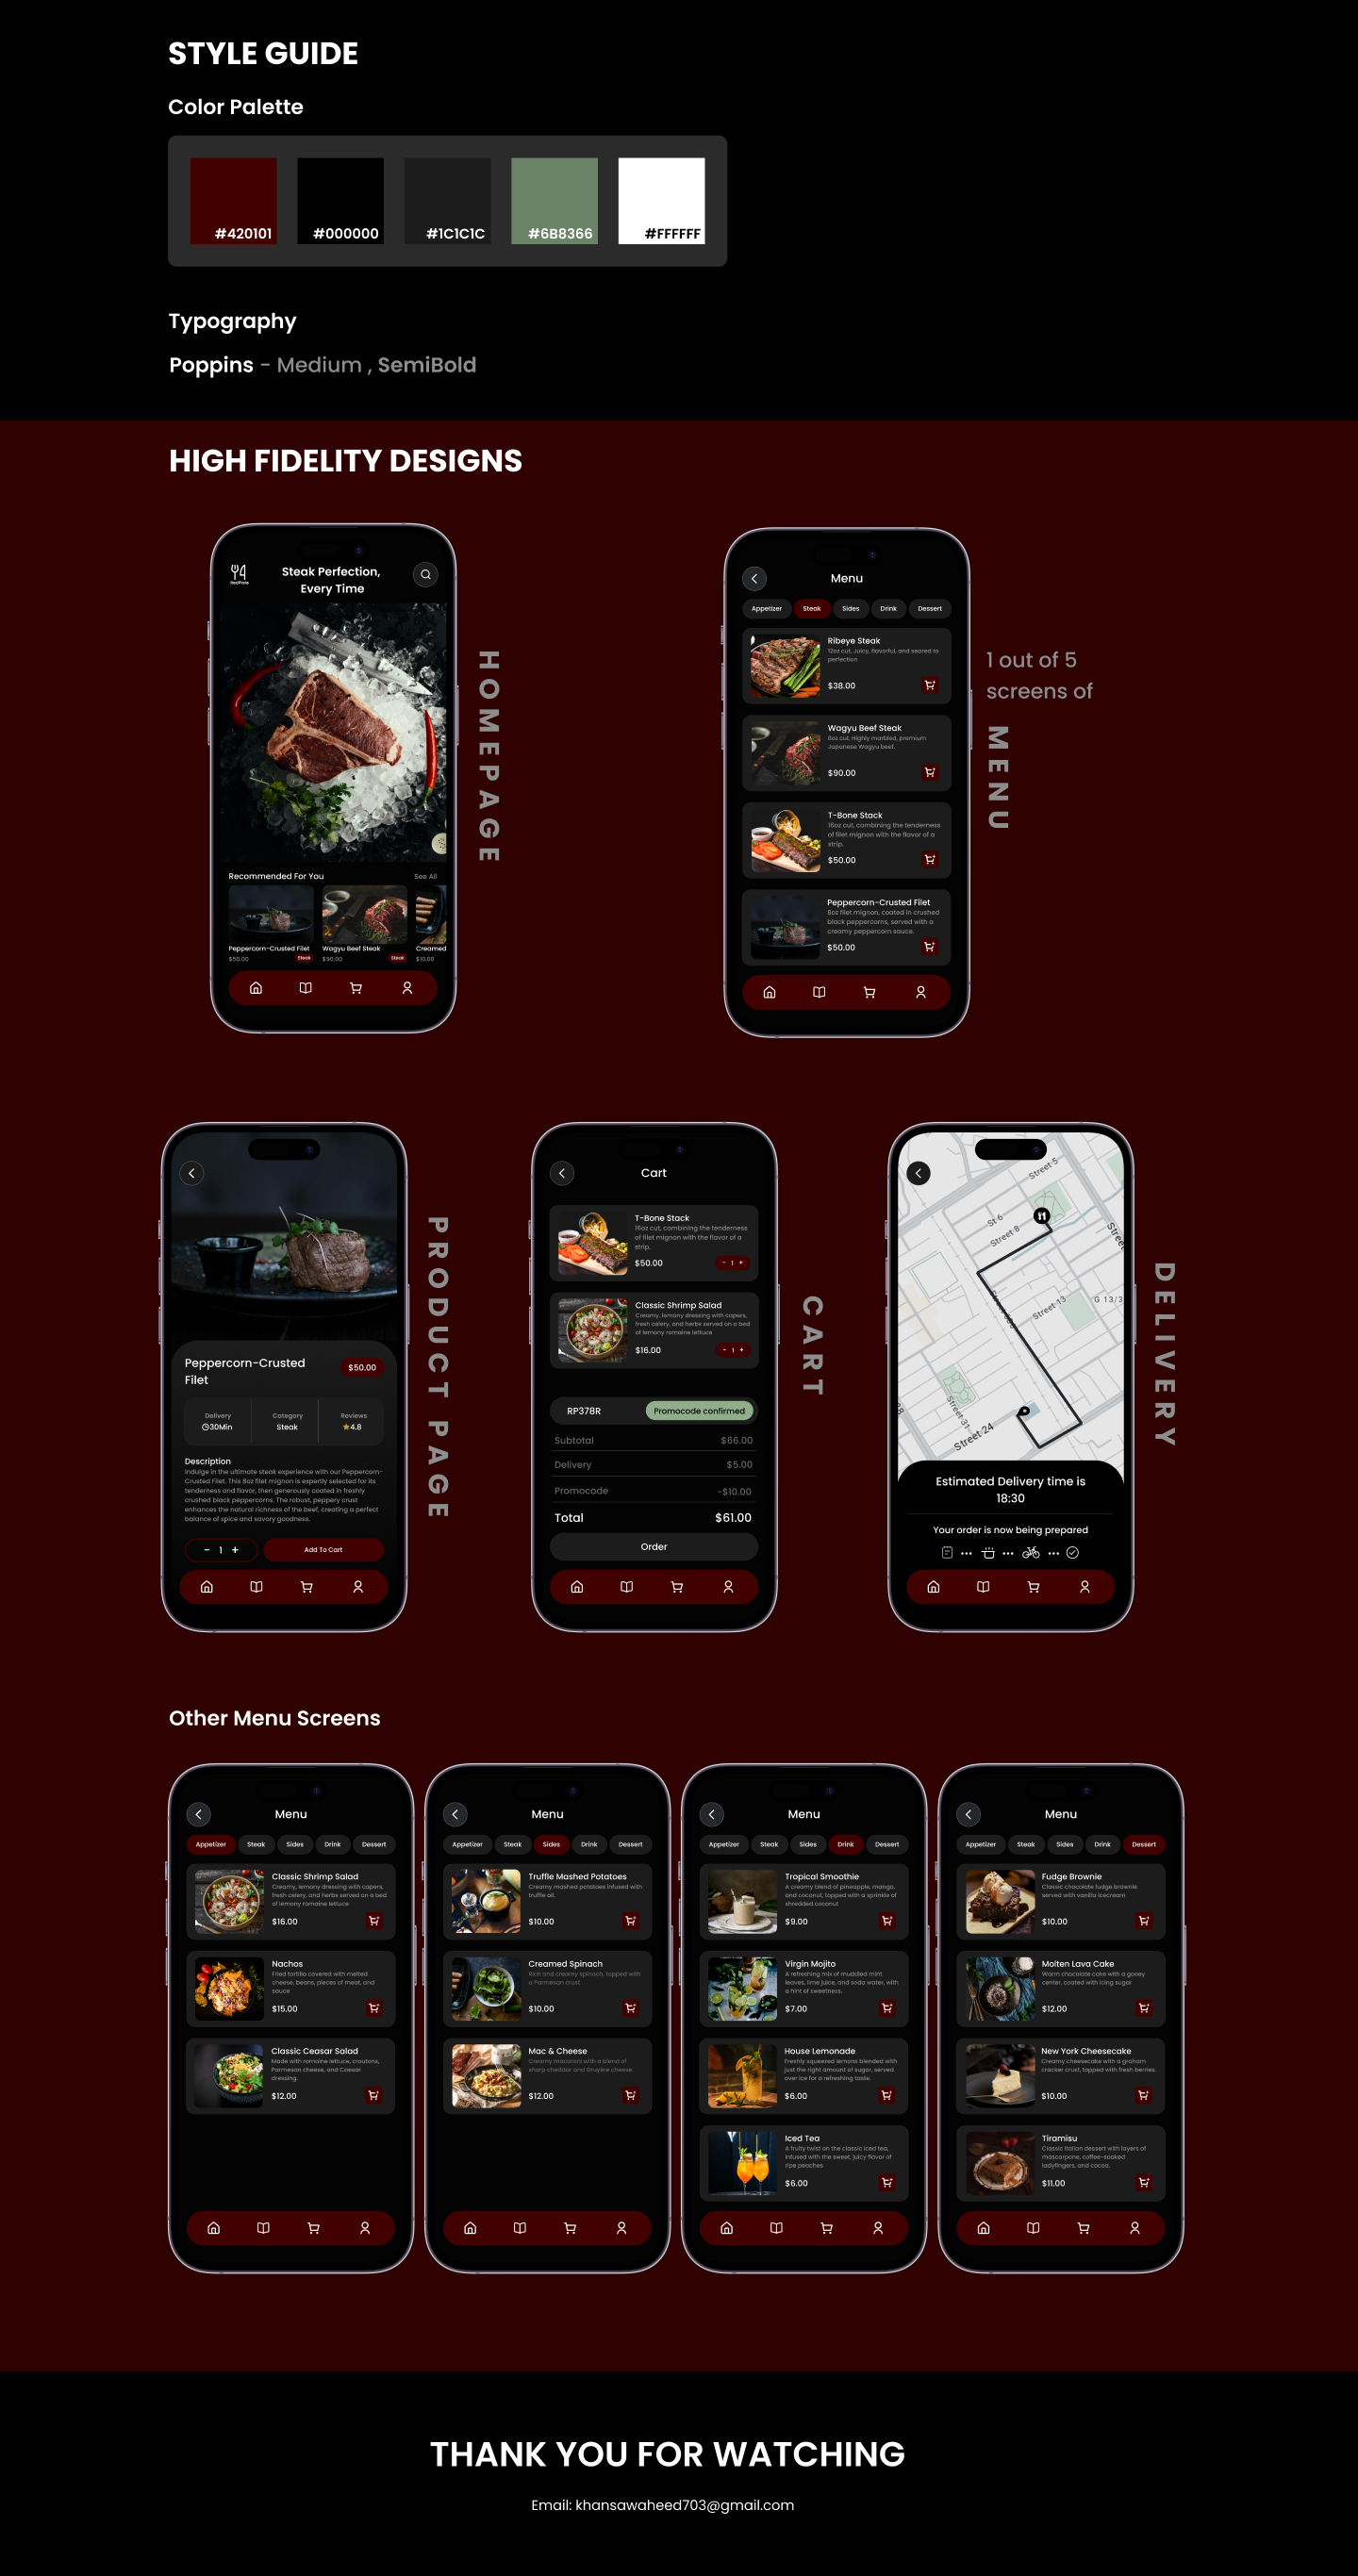 STYLE GUIDE
Color Palette
#420101
#000000
#1C1C1C
#6B8366
#FFFFFF
Typography
Poppins - Medium , SemiBold
HIGH FIDELITY DESIGNS
Steak Perfection,
Every Time
Recommended For You
See All
Peppercorn-Crusted Filet
$50.00
Steak
Wagyu Beef Steak
$90.00
Steak
Creamed
$10.00
HOMEPAGE
Menu
Appetizer
Steak
Sides
Drink
Dessert
Ribeye Steak
12oz cut, Juicy, flavorful, and seared to
perfection
$38.00
Wagyu Beef Steak
8oz cut, Highly marbled, premium
Japanese Wagyu beef.
$90.00
T-Bone Stack
16oz cut, combining the tenderness
of filet mignon with the flavor of a
strip.
$50.00
Peppercorn-Crusted Filet
8oz filet mignon, coated in crushed
black peppercorns, served with a
creamy peppercorn sauce.
$50.00
1 out of 5
screens of
MENU
Peppercorn-Crusted
Filet
$50.00
Delivery
30Min
Category
Steak
Reviews
4.8
Description
Indulge in the ultimate steak experience with our Peppercorn-
Crusted Filet. This 8oz filet mignon is expertly selected for its
tenderness and flavor, then generously coated in freshly
crushed black peppercorns. The robust, peppery crust
enhances the natural richness of the beef, creating a perfect
balance of spice and savory goodness.
- 1 +
Add To Cart
PRODUCT PAGE
Cart
T-Bone Stack
16oz cut, combining the tenderness
of filet mignon with the flavor of a
strip.
$50.00
- 1 +
Classic Shrimp Salad
Creamy, lemony dressing with capers,
fresh celery, and herbs served on a bed
of lemony romaine lettuce
$16.00
- 1 +
RP378R
Promocode confirmed
Subtotal
$66.00
Delivery
$5.00
Promocode
-$10.00
Total
$61.00
Order
CART
Street 5
St 6
Street 8
Street
Street 13
G 13/3
Street 31
Street 24
Estimated Delivery time is
18:30
Your order is now being prepared
DELIVERY
Other Menu Screens
Menu
Appetizer
Steak
Sides
Drink
Dessert
Classic Shrimp Salad
Creamy, lemony dressing with capers,
fresh celery, and herbs served on a bed
of lemony romaine lettuce
$16.00
Nachos
Fried tortilla covered with melted
cheese, beans, pieces of meat, and
sauce
$15.00
Classic Ceasar Salad
Made with romaine lettuce, croutons,
Parmesan cheese, and Caesar
dressing.
$12.00
Menu
Appetizer
Steak
Sides
Drink
Dessert
Truffle Mashed Potatoes
Creamy mashed potatoes infused with
truffle oil.
$10.00
Creamed Spinach
Rich and creamy spinach, topped with
a Parmesan crust.
$10.00
Mac & Cheese
Creamy macaroni with a blend of
sharp cheddar and Gruyère cheese.
$12.00
Menu
Appetizer
Steak
Sides
Drink
Dessert
Tropical Smoothie
A creamy blend of pineapple, mango,
and coconut, topped with a sprinkle of
shredded coconut
$9.00
Virgin Mojito
A refreshing mix of muddled mint
leaves, lime juice, and soda water, with
a hint of sweetness.
$7.00
House Lemonade
Freshly squeezed lemons blended with
just the right amount of sugar, served
over ice for a refreshing taste.
$6.00
Iced Tea
A fruity twist on the classic iced tea,
infused with the sweet, juicy flavor of
ripe peaches
$6.00
Menu
Appetizer
Steak
Sides
Drink
Dessert
Fudge Brownie
Classic chocolate fudge brownie
served with vanilla icecream
$10.00
Molten Lava Cake
Warm chocolate cake with a gooey
center, coated with icing sugar
$12.00
New York Cheesecake
Creamy cheesecake with a graham
cracker crust, topped with fresh berries.
$10.00
Tiramisu
Classic Italian dessert with layers of
mascarpone, coffee-soaked
ladyfingers, and cocoa.
$11.00
THANK YOU FOR WATCHING
Email: khansawaheed703@gmail.com